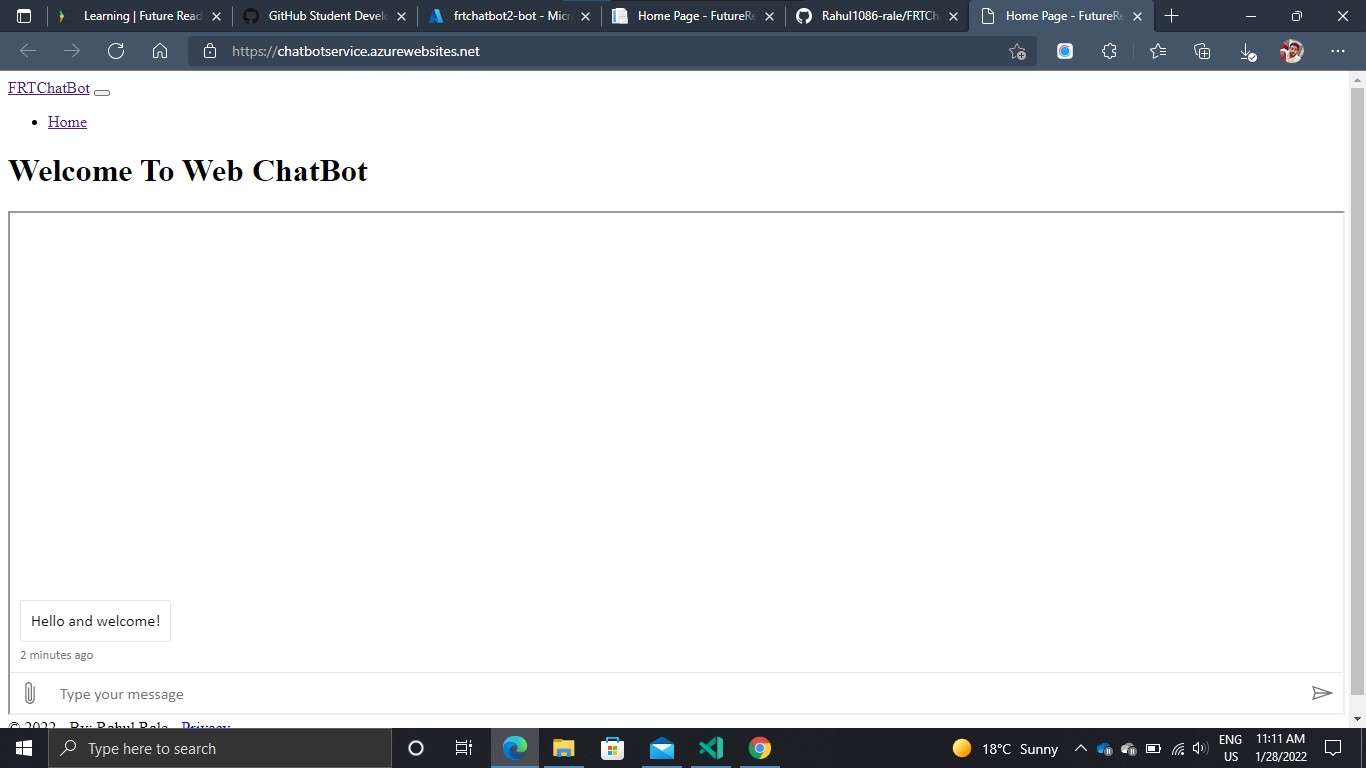 Learning | Future Read
GitHub Student Develo
frtchatbot2-bot - Micr
Home Page - FutureRe
Rahul1086-rale/FRTCh
Home Page - FutureRe
https://chatbotservice.azurewebsites.net
FRTChatBot
Home
Welcome To Web ChatBot
Hello and welcome!
2 minutes ago
Type your message
© 2022 - By: Rahul Rale - Privacy
Type here to search
18°C Sunny
ENG
US
11:11 AM
1/28/2022